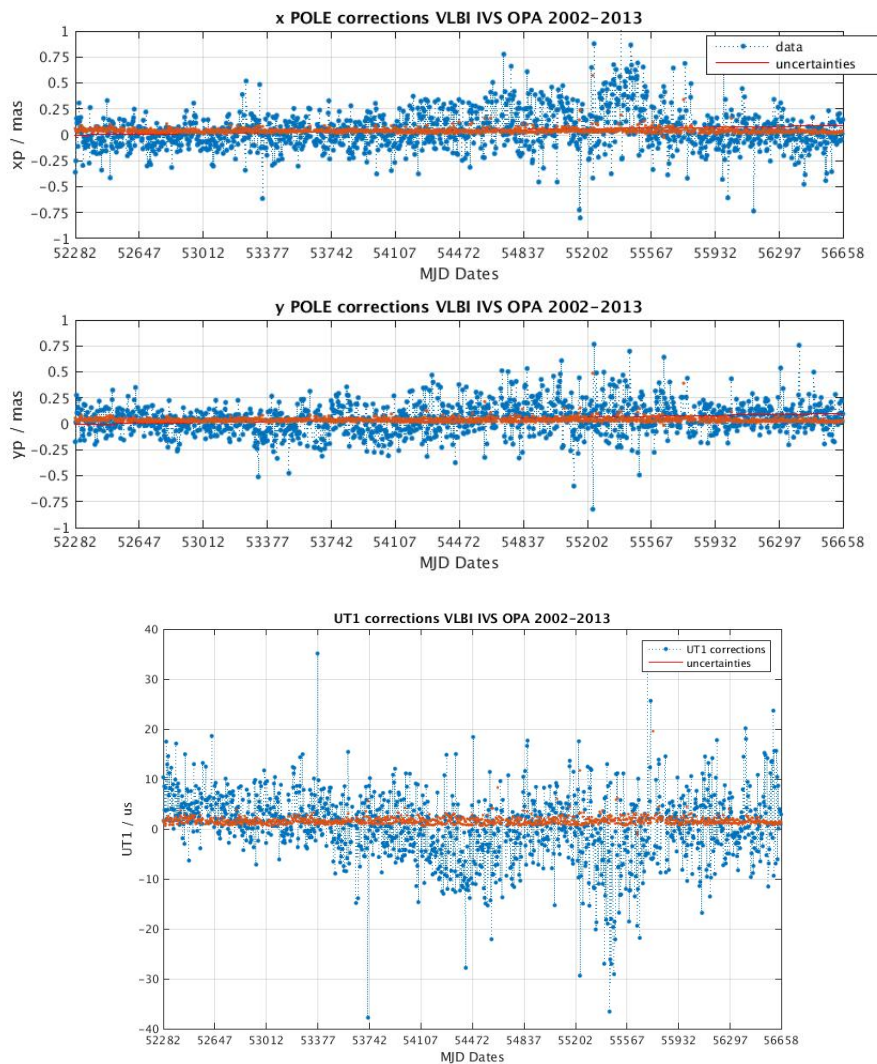 x POLE corrections VLBI IVS OPA 2002-2013
1
0.75
0.5
0.25
0
-0.25
-0.5
-0.75
-1
xp / mas
data
uncertainties
52282 52647 53012 53377 53742 54107 54472 54837 55202 55567 55932 56297 56658
MJD Dates
y POLE corrections VLBI IVS OPA 2002-2013
1
0.75
0.5
0.25
0
-0.25
-0.5
-0.75
-1
yp / mas
52282 52647 53012 53377 53742 54107 54472 54837 55202 55567 55932 56297 56658
MJD Dates
UT1 corrections VLBI IVS OPA 2002-2013
40
30
20
10
0
-10
-20
-30
-40
UT1 / us
UT1 corrections
uncertainties
52282 52647 53012 53377 53742 54107 54472 54837 55202 55567 55932 56297 56658
MJD Dates